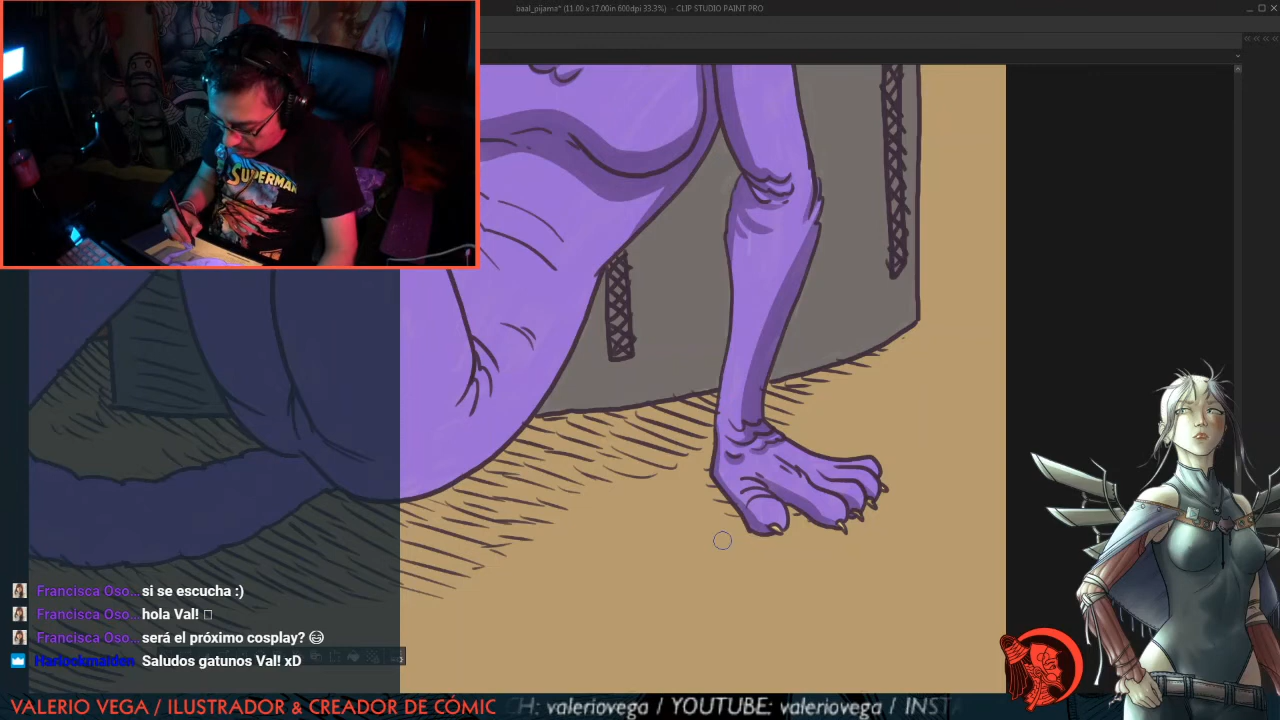 baal_pijama* (11.00 x 17.00in 600dpi 33.3%) - CLIP STUDIO PAINT PRO
SUPERMAN
Francisca Oso... si se escucha :)
Francisca Oso... hola Val!
Francisca Oso... será el próximo cosplay? 😄
Harlookmaiden Saludos gatunos Val! xD
VALERIO VEGA / ILUSTRADOR & CREADOR DE CÓMIC
CH: valeriovega / YOUTUBE: valeriovega / INST